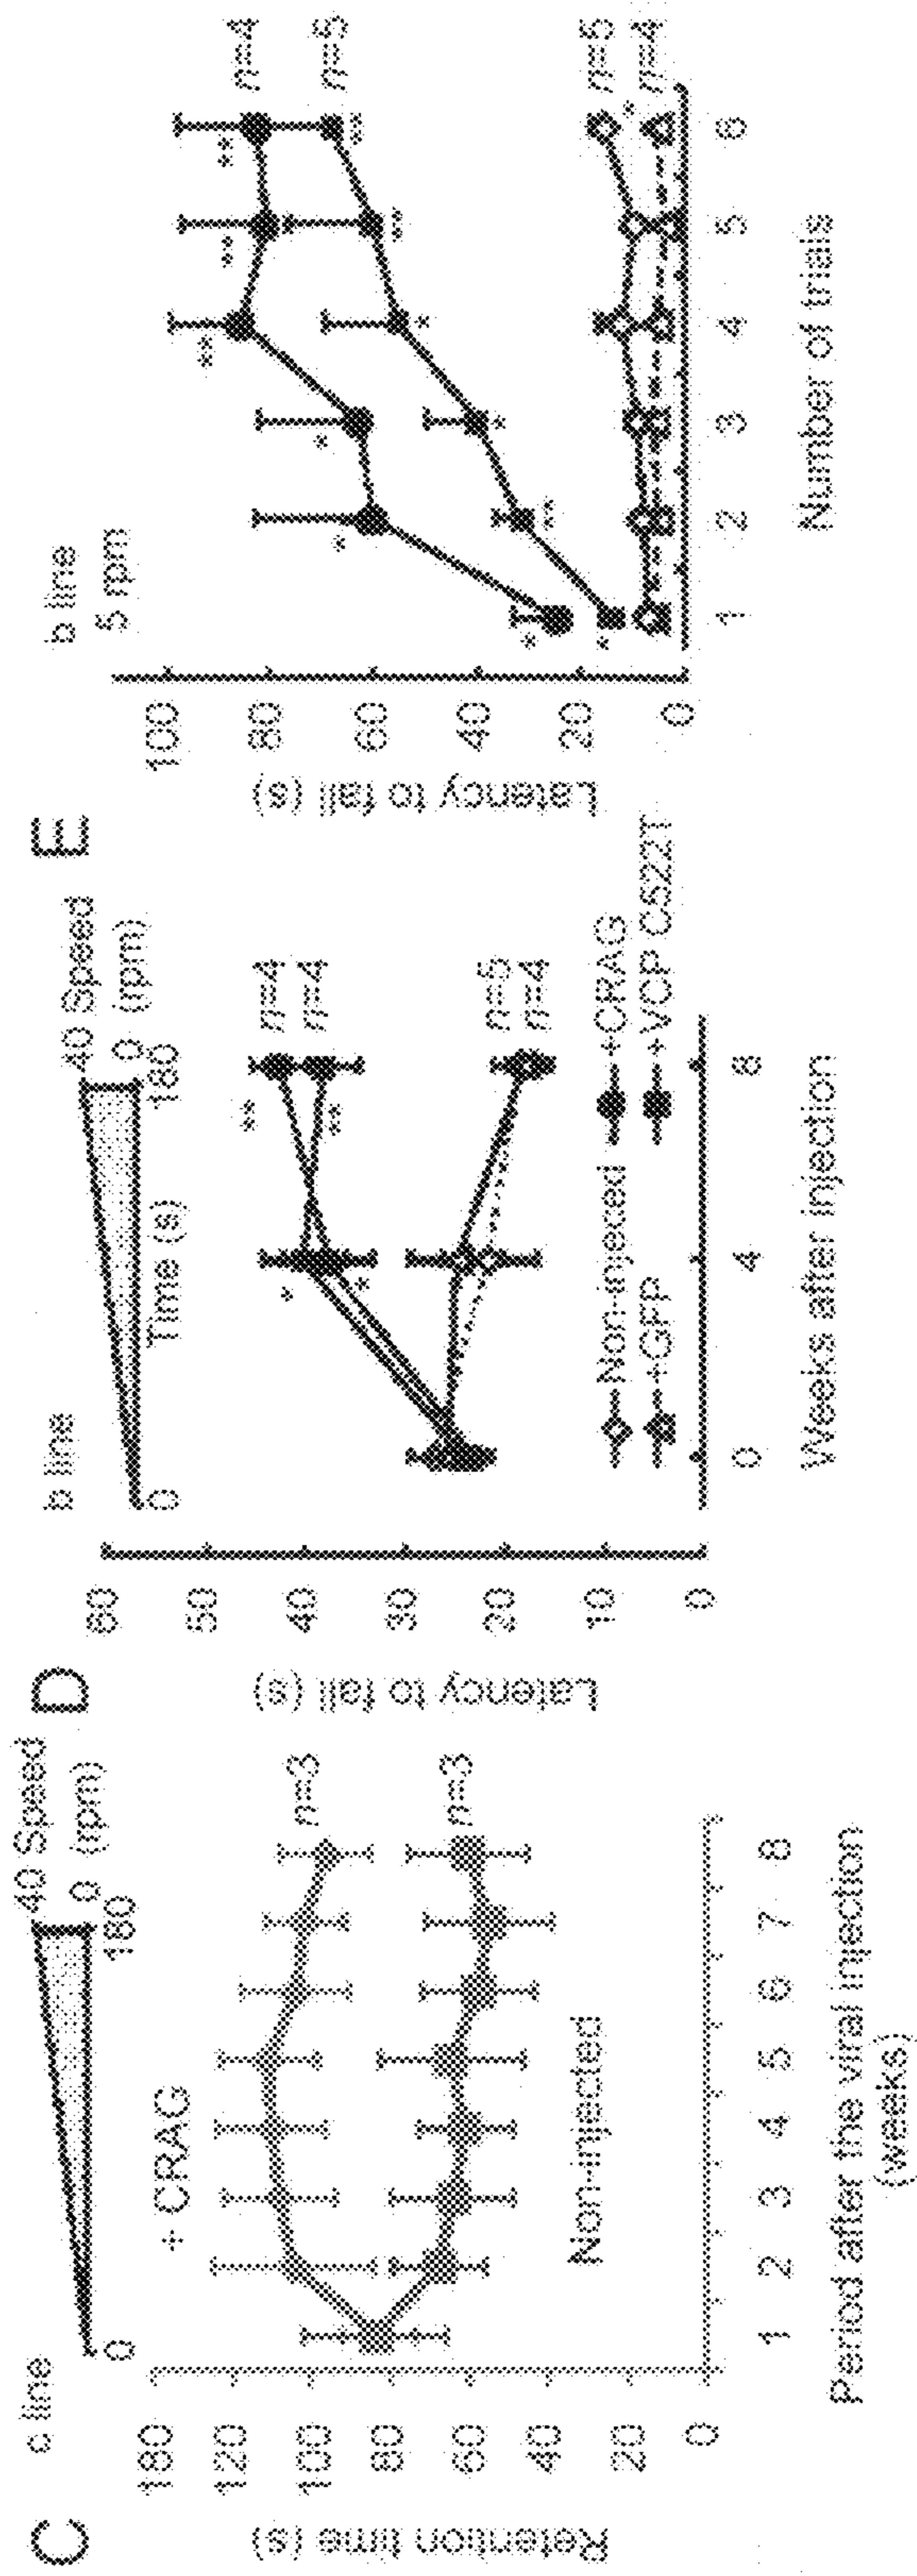 C
c line
40 Speed
0 (rpm)
0
180
+ CRAG
Retention time (s)
180
120
100
80
60
40
20
0
n=3
n=3
Non-injected
1 2 3 4 5 6 7 8
Period after the viral injection
(weeks)
D
b line
40 Speed
0 (rpm)
0
Time (s)
180
Latency to fall (s)
60
50
40
30
20
10
0
**
n=4
n=4
**
*
*
n=5
n=4
Non-injeced
+CRAG
+GFP
+VCP C522T
0 4 8
Weeks after injection
E
b line
5 rpm
Latency to fall (s)
100
80
60
40
20
0
n=4
n=5
n=5
n=4
1 2 3 4 5 6
Number of trials